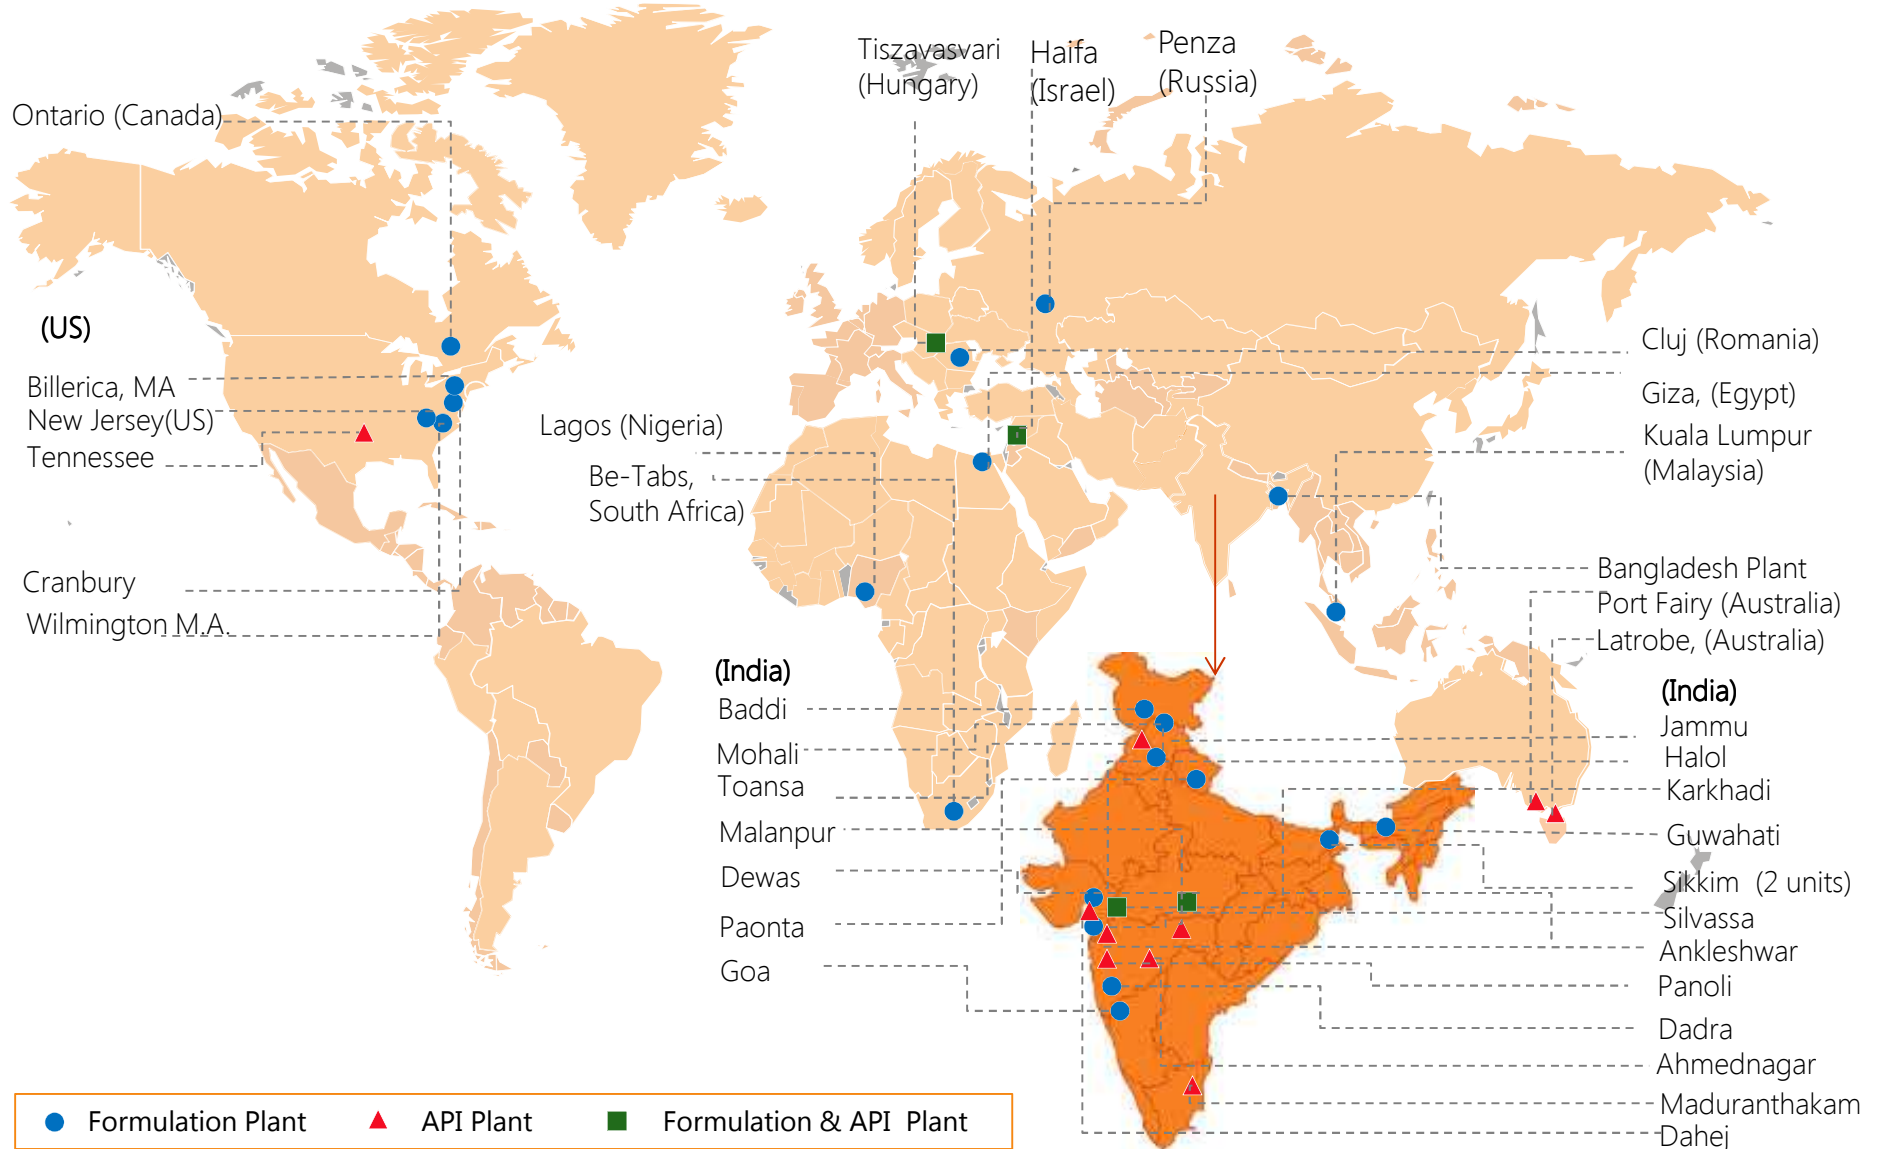 Tiszavasvari
(Hungary)
Haifa
(Israel)
Penza
(Russia)
Ontario (Canada)
(US)
Billerica, MA
New Jersey(US)
Tennessee
Cranbury
Wilmington M.A.
Lagos (Nigeria)
Be-Tabs,
South Africa)
Cluj (Romania)
Giza, (Egypt)
Kuala Lumpur
(Malaysia)
Bangladesh Plant
Port Fairy (Australia)
Latrobe, (Australia)
(India)
Baddi
Mohali
Toansa
Malanpur
Dewas
Paonta
Goa
(India)
Jammu
Halol
Karkhadi
Guwahati
Sikkim (2 units)
Silvassa
Ankleshwar
Panoli
Dadra
Ahmednagar
Maduranthakam
Dahej
Formulation Plant
API Plant
Formulation & API Plant